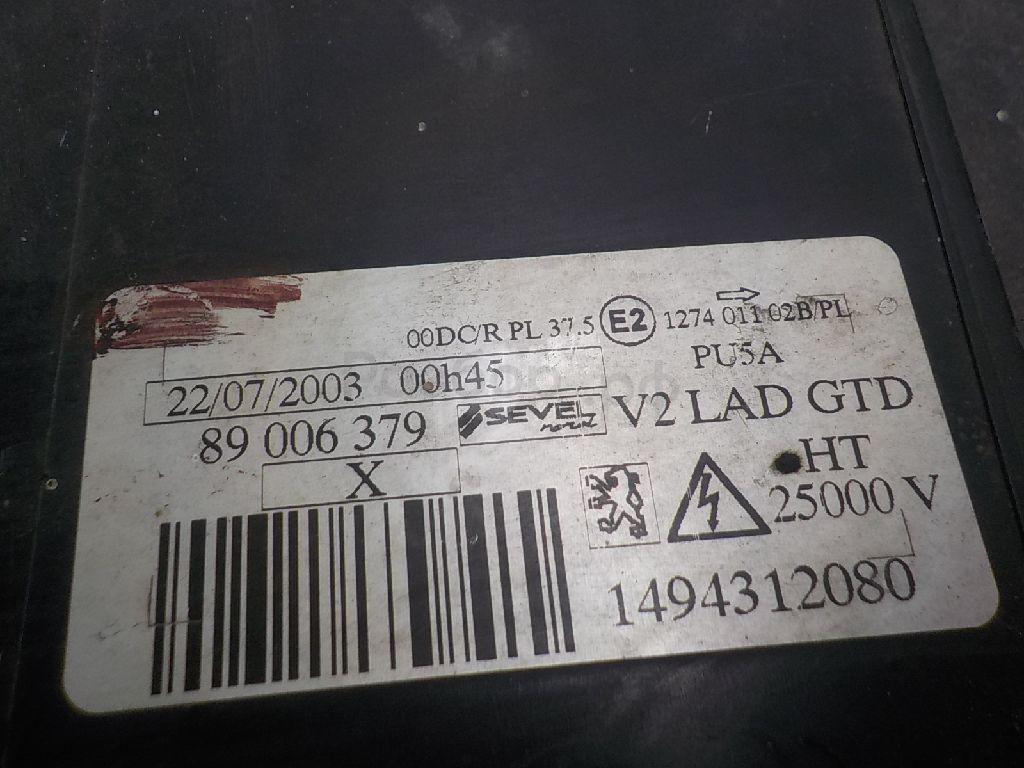 00DC/R PL 37.5 E2 1274 011 02B/PL
PU5A
22/07/2003 00h45
89 006 379 SEVEL V2 LAD GTD
X
HT
25000 V
1494312080